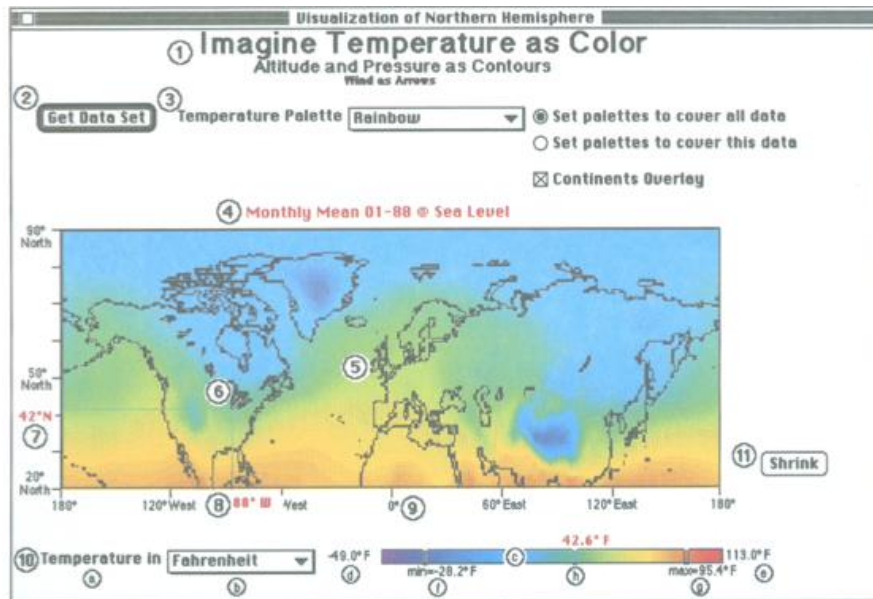 Visualization of Northern Hemisphere
① Imagine Temperature as Color
Altitude and Pressure as Contours
Wind as Arrows
② ③
Get Data Set Temperature Palette Rainbow Set palettes to cover all data
Set palettes to cover this data
Continents Overlay
④ Monthly Mean 01-88 @ Sea Level
90° North
⑤
50° North
⑥
42°N
⑦
⑪ Shrink
20° North
180° 120° West ⑧ 88° W West 0° ⑨ 60° East 120° East 180°
42.6° F
⑩ Temperature in Fahrenheit -49.0° F ⓒ 113.0° F
min=-28.2° F max=95.4° F
ⓐ ⓑ ⓓ ⓕ ⓗ ⓖ ⓔ